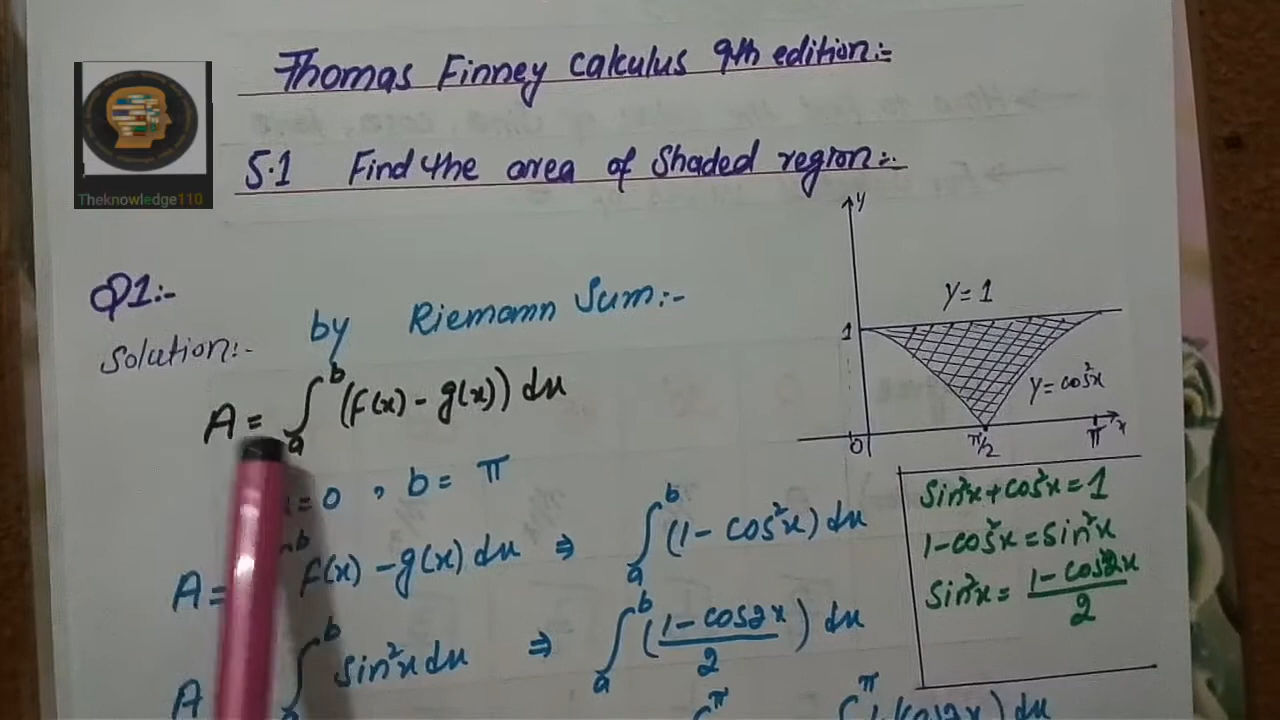 Thomas Finney Calculus 9th edition:-
Theknowledge110
5.1 Find the area of Shaded region:-
Q1:-
Solution:-
by Riemann Sum:-
A = ∫ₐᵇ (f(x) - g(x)) dx
=0 , b = π
A = f(x) - g(x) dx ⇒ ∫ₐᵇ (1 - cos²x) dx
A ∫ᵇ sin²x dx ⇒ ∫ₐᵇ (1 - cos2x / 2) dx
y
y = 1
1
y = cos²x
0 π/2 π x
Sin²x + cos²x = 1
1 - cos²x = Sin²x
Sin²x = 1 - cos2x / 2